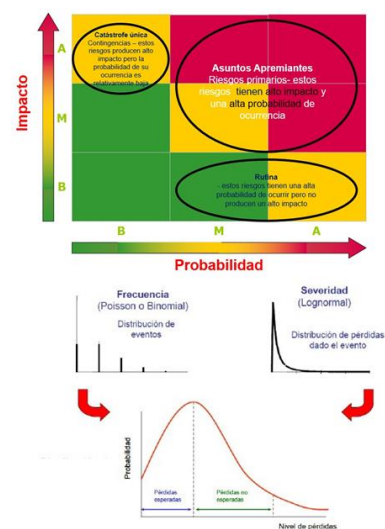 Impacto
A
M
B
Catástrofe única
Contingencias – estos
riesgos producen alto
impacto pero la
probabilidad de su
ocurrencia es
relativamente baja
Asuntos Apremiantes
Riesgos primarios- estos
riesgos tienen alto impacto y
una alta probabilidad de
ocurrencia
Rutina
- estos riesgos tienen una alta
probabilidad de ocurrir pero no
producen un alto impacto
B
M
A
Probabilidad
Frecuencia
(Poisson o Binomial)
Distribución de
eventos
Severidad
(Lognormal)
Distribución de pérdidas
dado el evento
Probabilidad
Pérdidas
esperadas
Pérdidas no
esperadas
Nivel de pérdidas